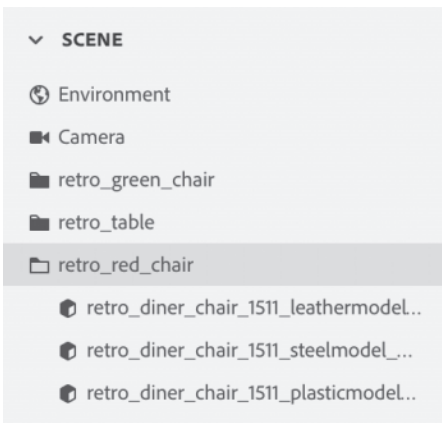 SCENE
Environment
Camera
retro_green_chair
retro_table
retro_red_chair
retro_diner_chair_1511_leathermodel...
retro_diner_chair_1511_steelmodel_...
retro_diner_chair_1511_plasticmodel...